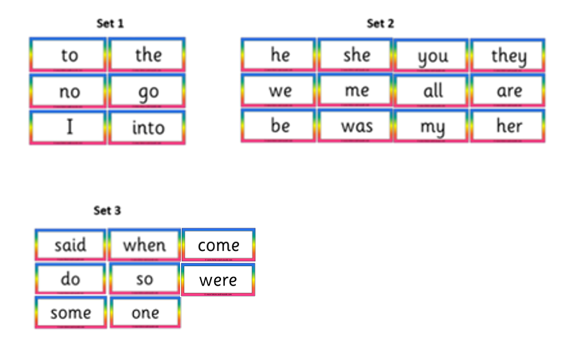 Set 1 Set 2
to the he she you they
no go we me all are
I into be was my her
Set 3
said when come
do so were
some one